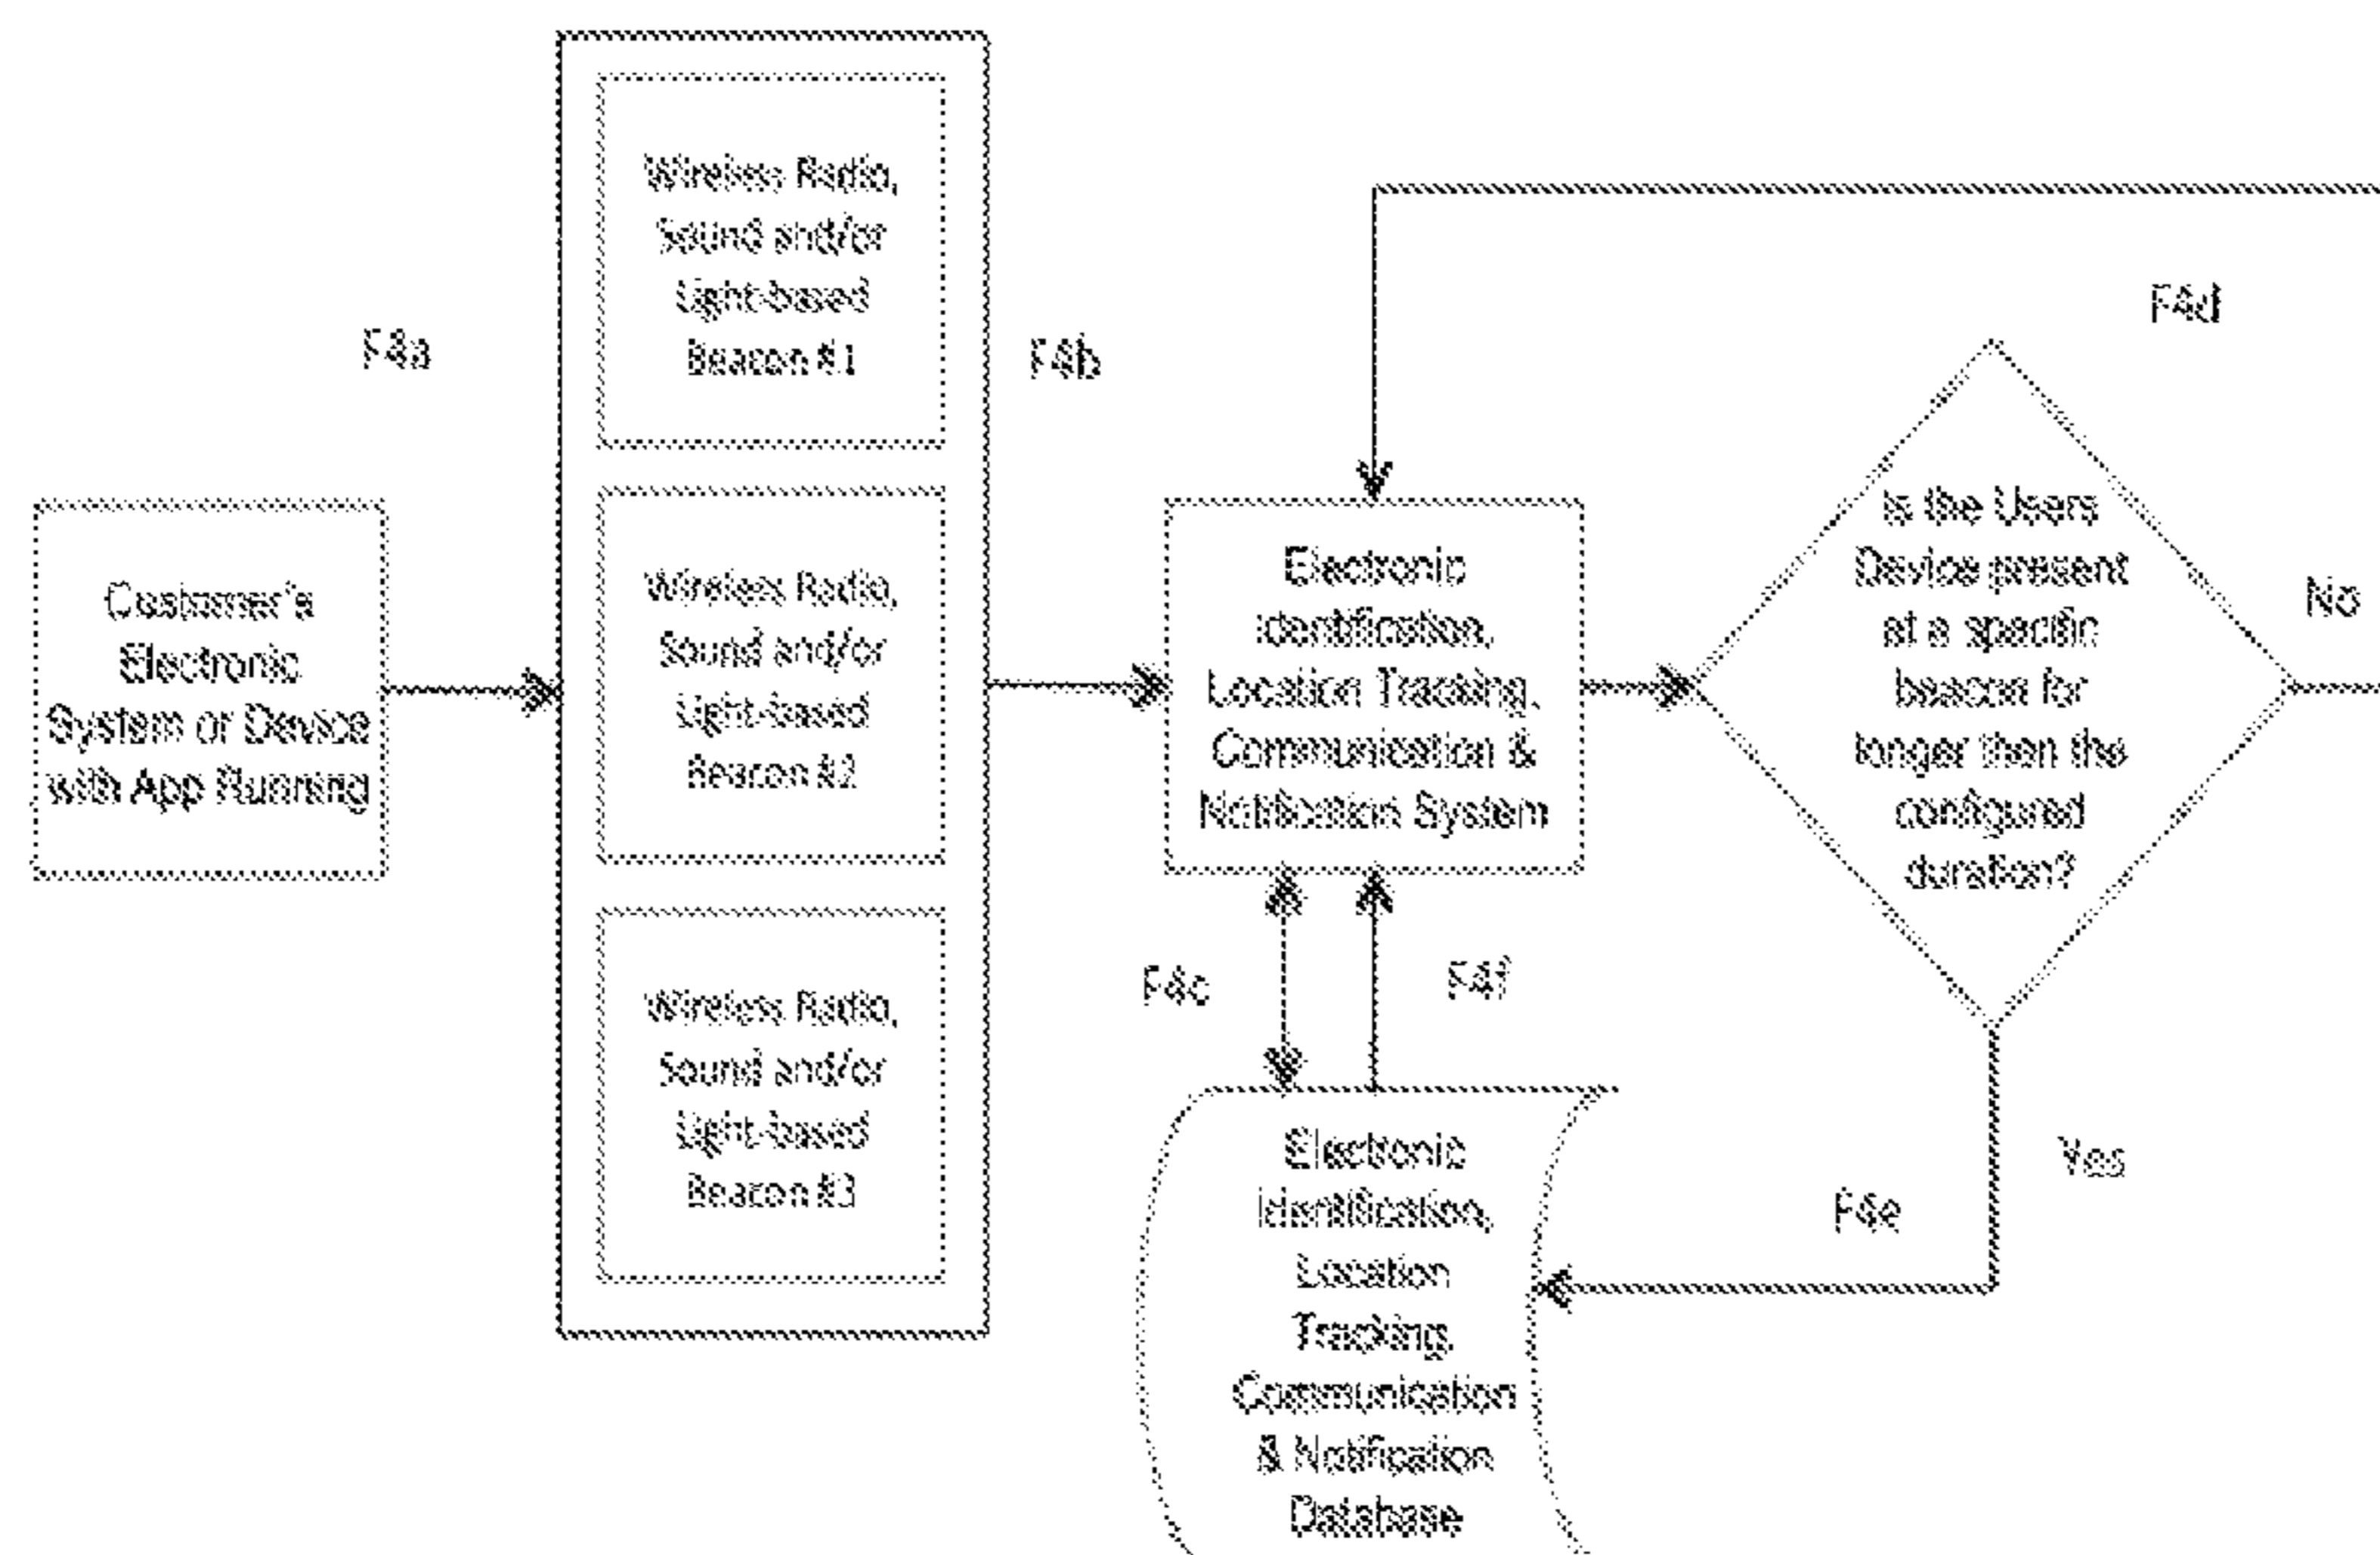 F4a
Wireless Radio,
Sound and/or
Light-based
Beacon #1
F4b
F4d
Customer's
Electronic
System or Device
with App Running
Wireless Radio,
Sound and/or
Light-based
Beacon #2
Electronic
Identification,
Location Tracking,
Communication &
Notification System
Is the Users
Device present
at a specific
beacon for
longer then the
configured
duration?
No
Wireless Radio,
Sound and/or
Light-based
Beacon #3
F4c
F4f
Electronic
Identification,
Location
Tracking,
Communication
& Notification
Database
F4e
Yes